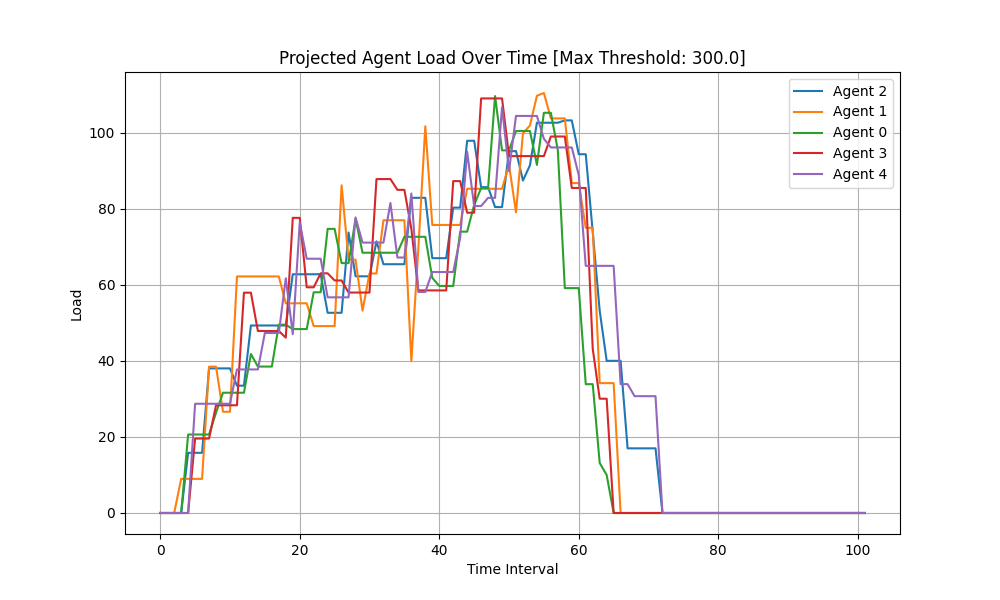 Projected Agent Load Over Time [Max Threshold: 300.0]
Load
100
80
60
40
20
0
Agent 2
Agent 1
Agent 0
Agent 3
Agent 4
0 20 40 60 80 100
Time Interval